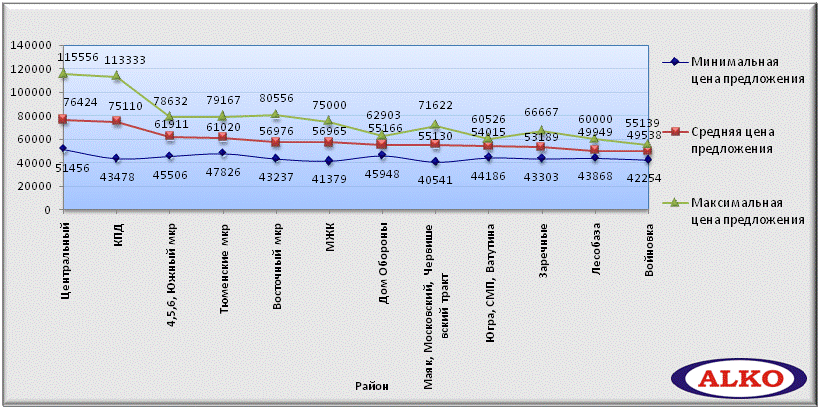 140000
120000
100000
80000
60000
40000
20000
0
115556
113333
78632
79167
80556
75000
62903
71622
60526
66667
60000
55139
76424
75110
61911
61020
56976
56965
55166
55130
54015
53189
49949
49538
51456
43478
45506
47826
43237
41379
45948
40541
44186
43303
43868
42254
Центральный
КПД
4,5,6, Южный мкр
Тюменские мкр
Восточный мкр
МЖК
Дом Обороны
Маяк, Московский, Червише
вский тракт
Югра, СМП, Ватутина
Заречные
Лесобаза
Войновка
Район
Минимальная
цена предложения
Средняя цена
предложения
Максимальная
цена предложения
ALKO